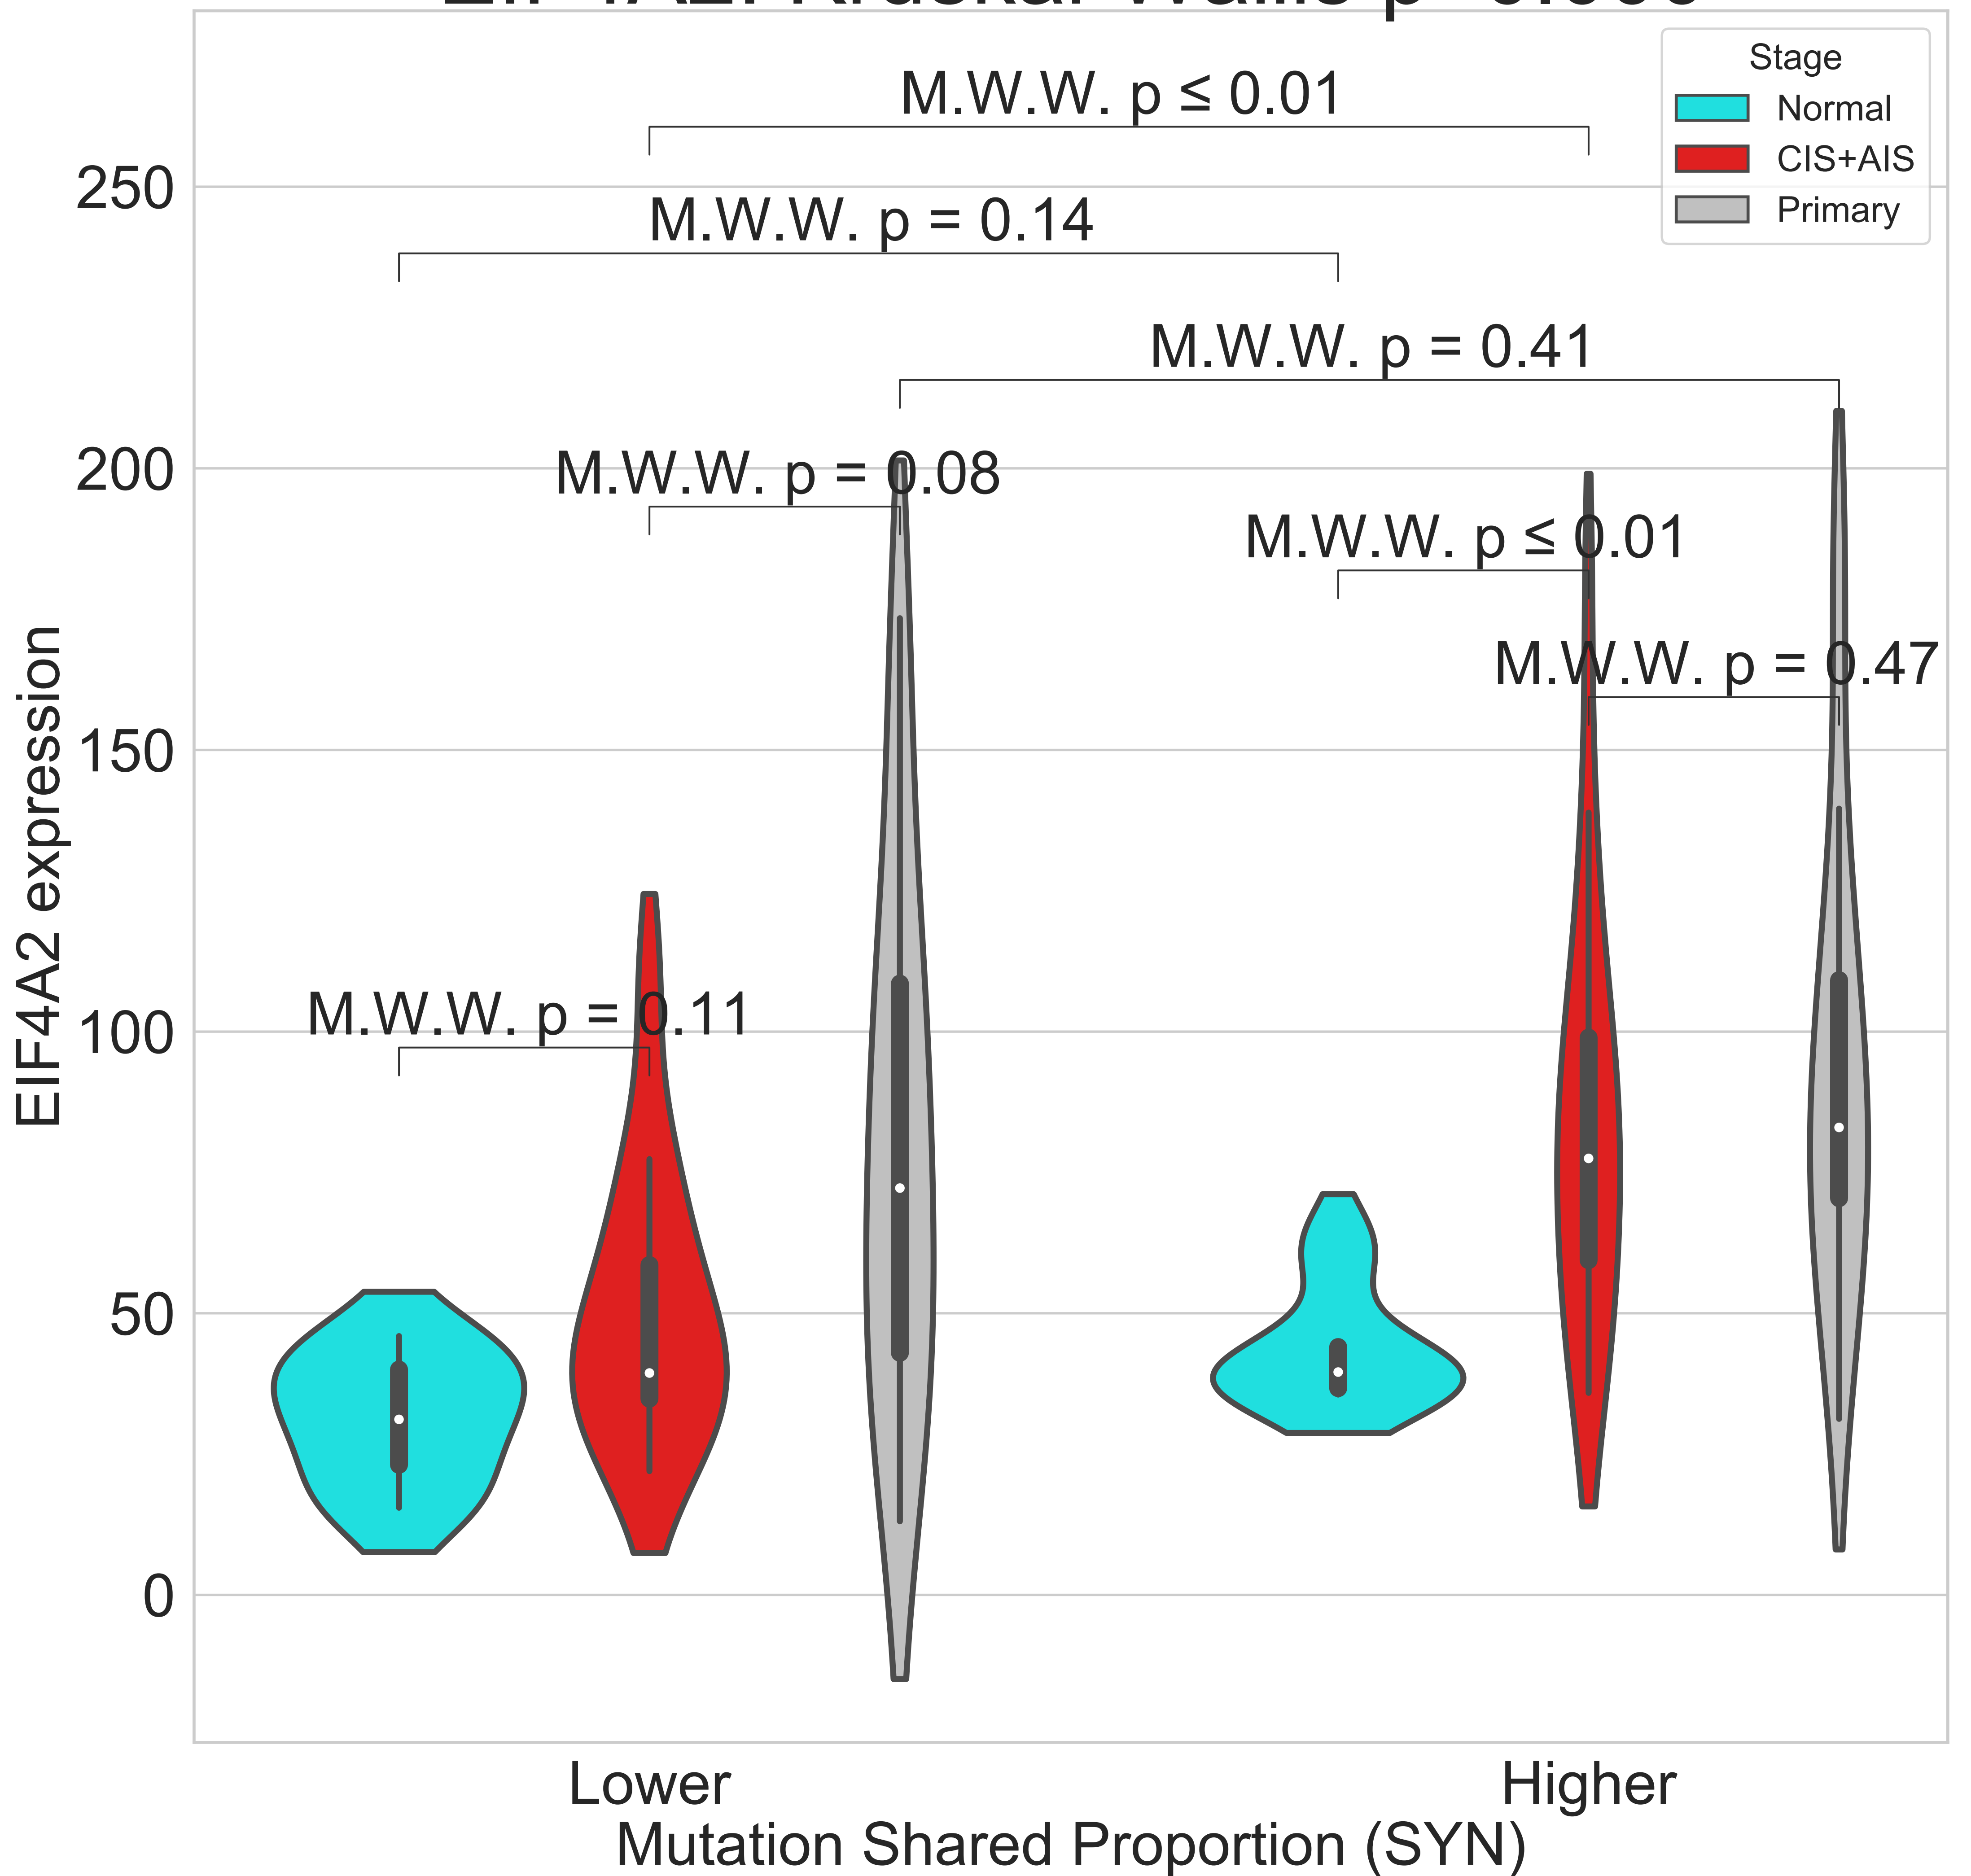 Stage
Normal
CIS+AIS
Primary
M.W.W. p ≤ 0.01
M.W.W. p = 0.14
M.W.W. p = 0.41
M.W.W. p = 0.08
M.W.W. p ≤ 0.01
M.W.W. p = 0.47
M.W.W. p = 0.11
250
200
150
100
50
0
EIF4A2 expression
Lower
Higher
Mutation Shared Proportion (SYN)